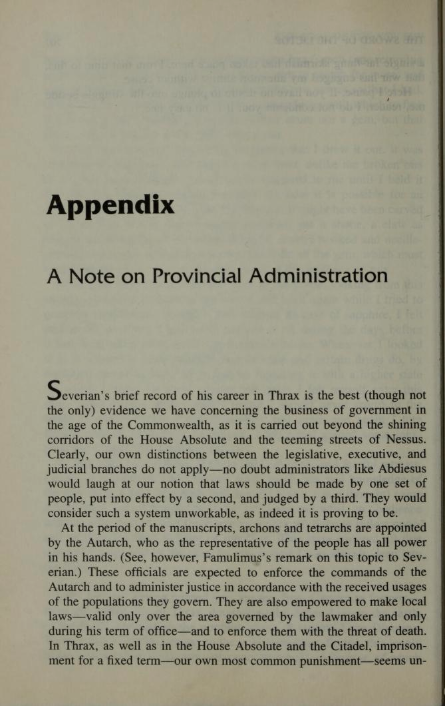 Appendix
A Note on Provincial Administration
Severian's brief record of his career in Thrax is the best (though not
the only) evidence we have concerning the business of government in
the age of the Commonwealth, as it is carried out beyond the shining
corridors of the House Absolute and the teeming streets of Nessus.
Clearly, our own distinctions between the legislative, executive, and
judicial branches do not apply—no doubt administrators like Abdiesus
would laugh at our notion that laws should be made by one set of
people, put into effect by a second, and judged by a third. They would
consider such a system unworkable, as indeed it is proving to be.
At the period of the manuscripts, archons and tetrarchs are appointed
by the Autarch, who as the representative of the people has all power
in his hands. (See, however, Famulimus's remark on this topic to Sev-
erian.) These officials are expected to enforce the commands of the
Autarch and to administer justice in accordance with the received usages
of the populations they govern. They are also empowered to make local
laws—valid only over the area governed by the lawmaker and only
during his term of office—and to enforce them with the threat of death.
In Thrax, as well as in the House Absolute and the Citadel, imprison-
ment for a fixed term—our own most common punishment—seems un-